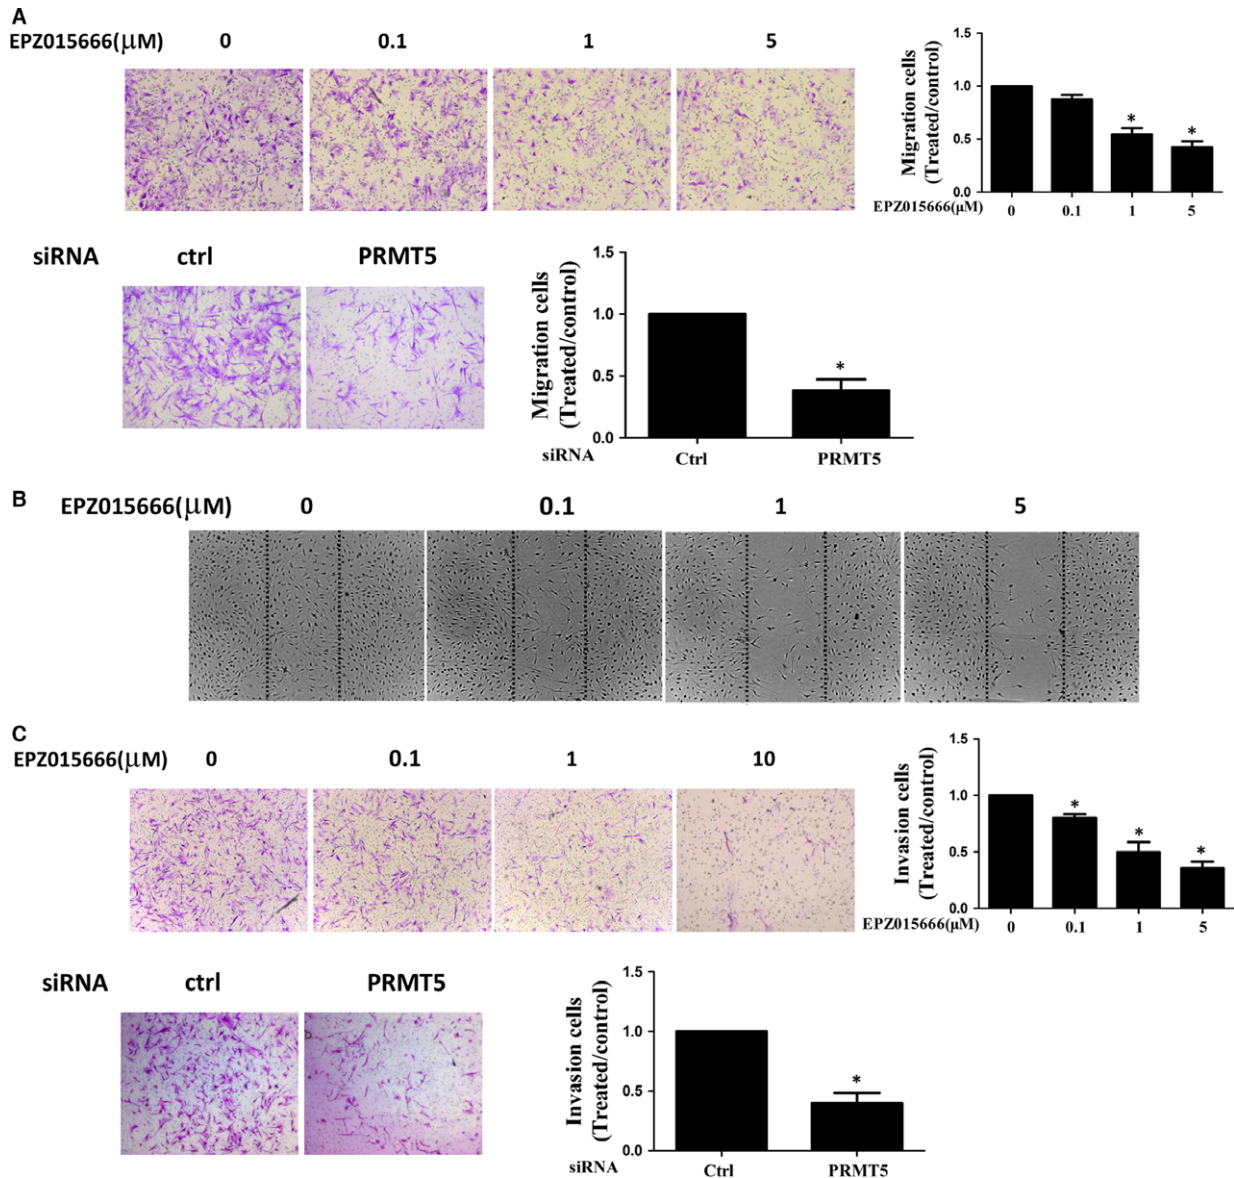 A
EPZ015666(μM) 0 0.1 1 5
1.5
1.0
0.5
0.0
Migration cells
(Treated/control)
* *
EPZ015666(μM) 0 0.1 1 5
siRNA ctrl PRMT5
1.5
1.0
0.5
0.0
Migration cells
(Treated/control)
*
siRNA Ctrl PRMT5
B
EPZ015666(μM) 0 0.1 1 5
C
EPZ015666(μM) 0 0.1 1 10
1.5
1.0
0.5
0.0
Invasion cells
(Treated/control)
* * *
EPZ015666(μM) 0 0.1 1 5
siRNA ctrl PRMT5
1.5
1.0
0.5
0.0
Invasion cells
(Treated/control)
*
siRNA Ctrl PRMT5